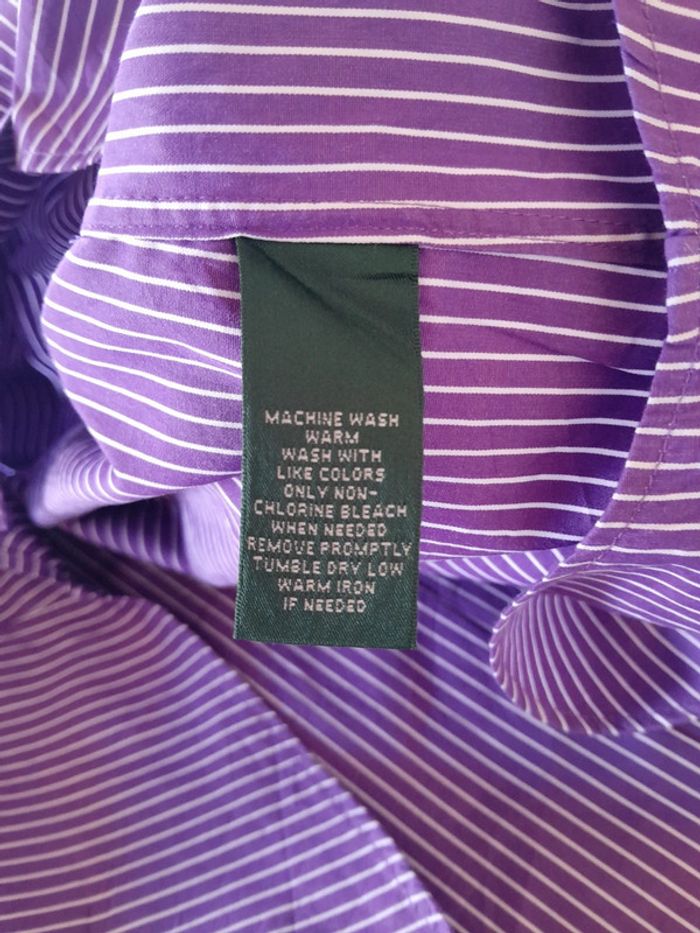 MACHINE WASH
WARM
WASH WITH
LIKE COLORS
ONLY NON-
CHLORINE BLEACH
WHEN NEEDED
REMOVE PROMPTLY
TUMBLE DRY LOW
WARM IRON
IF NEEDED